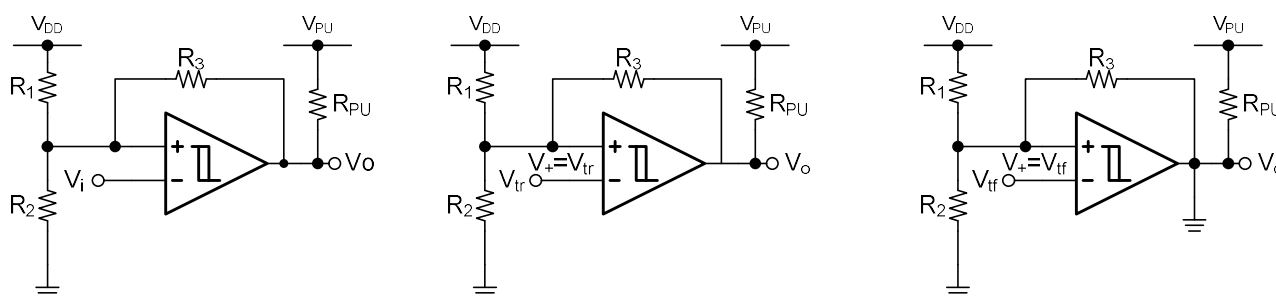 VDD
VPU
R3
R1
RPU
+
Vo
Vi
-
R2
VDD
VPU
R3
R1
RPU
+
V+=Vtr
Vo
Vtr
-
R2
VDD
VPU
R3
R1
RPU
+
V+=Vtf
Vo
Vtf
-
R2